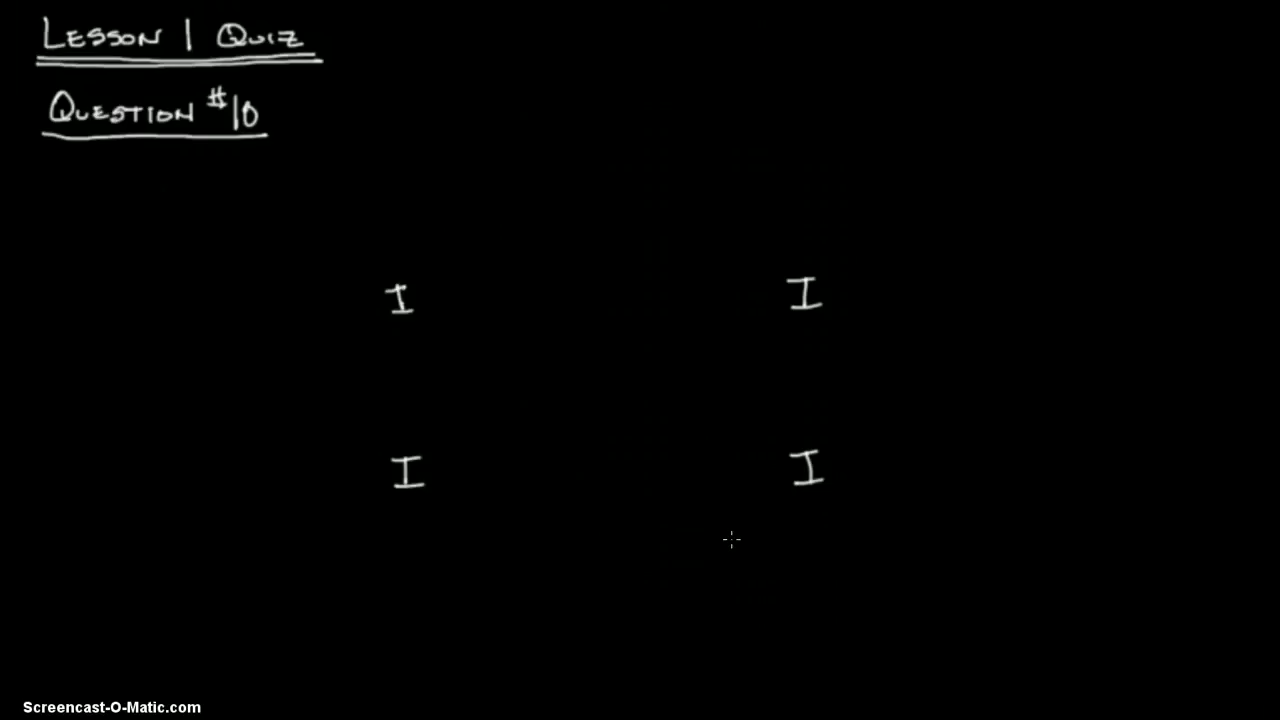 LESSON 1 QUIZ
QUESTION #10
I I
I I
Screencast-O-Matic.com